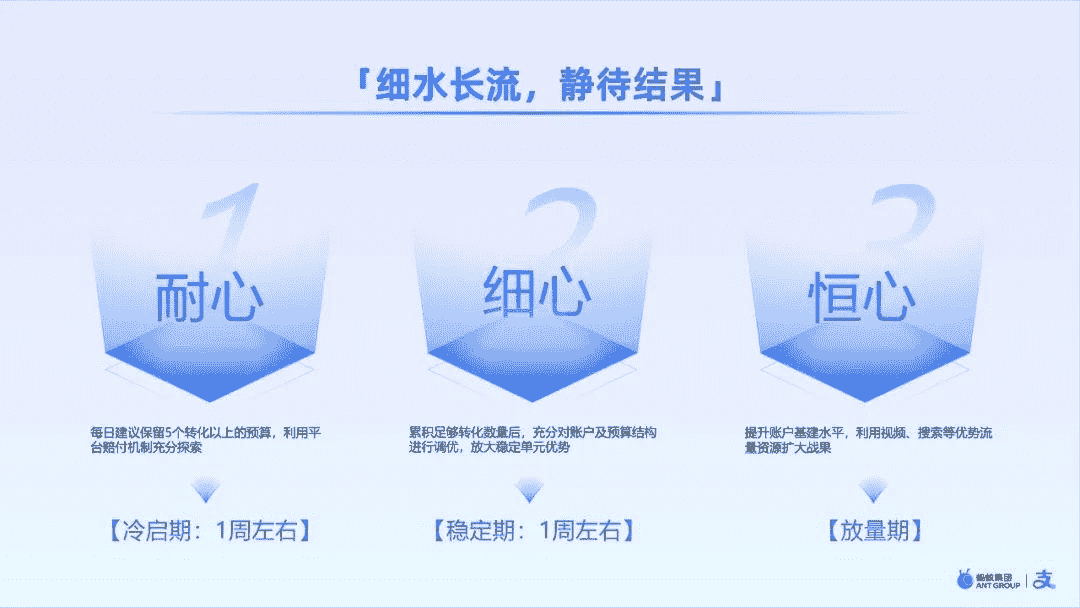 「细水长流，静待结果」
1
2
3
耐心
细心
恒心
每日建议保留5个转化以上的预算，利用平
台赔付机制充分探索
累积足够转化数量后，充分对账户及预算结构
进行调优，放大稳定单元优势
提升账户基建水平，利用视频、搜索等优势流
量资源扩大战果
【冷启期：1周左右】
【稳定期：1周左右】
【放量期】
蚂蚁集团
ANT GROUP
支